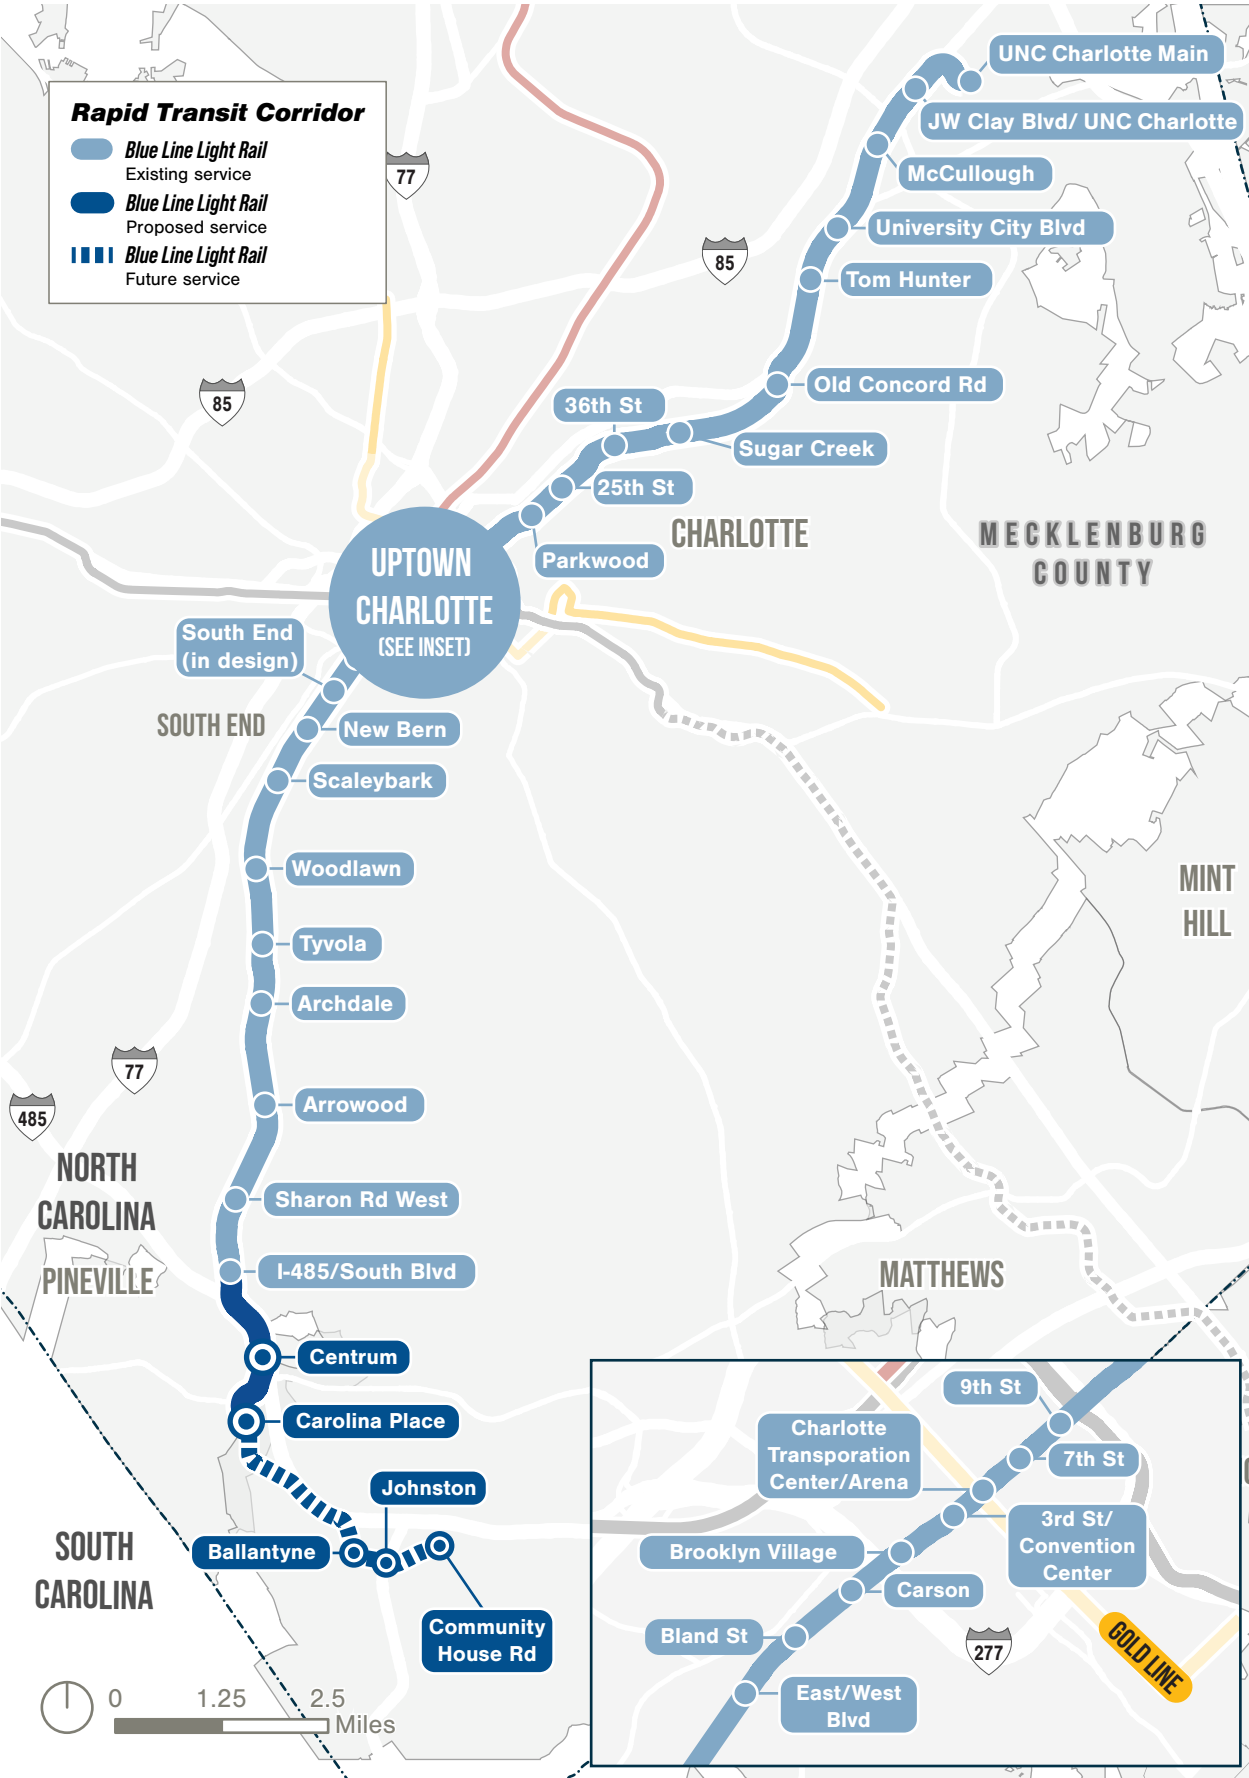 Rapid Transit Corridor
Blue Line Light Rail
Existing service
Blue Line Light Rail
Proposed service
Blue Line Light Rail
Future service
77
85
85
UNC Charlotte Main
JW Clay Blvd/ UNC Charlotte
McCullough
University City Blvd
Tom Hunter
Old Concord Rd
36th St
Sugar Creek
25th St
Parkwood
CHARLOTTE
MECKLENBURG
COUNTY
UPTOWN
CHARLOTTE
(SEE INSET)
South End
(in design)
SOUTH END
New Bern
Scaleybark
Woodlawn
Tyvola
Archdale
Arrowood
Sharon Rd West
I-485/South Blvd
MINT
HILL
77
485
NORTH
CAROLINA
PINEVILLE
MATTHEWS
Centrum
Carolina Place
Johnston
Ballantyne
Community
House Rd
SOUTH
CAROLINA
0 1.25 2.5
Miles
9th St
7th St
Charlotte
Transporation
Center/Arena
3rd St/
Convention
Center
Brooklyn Village
Carson
Bland St
East/West
Blvd
277
GOLD LINE